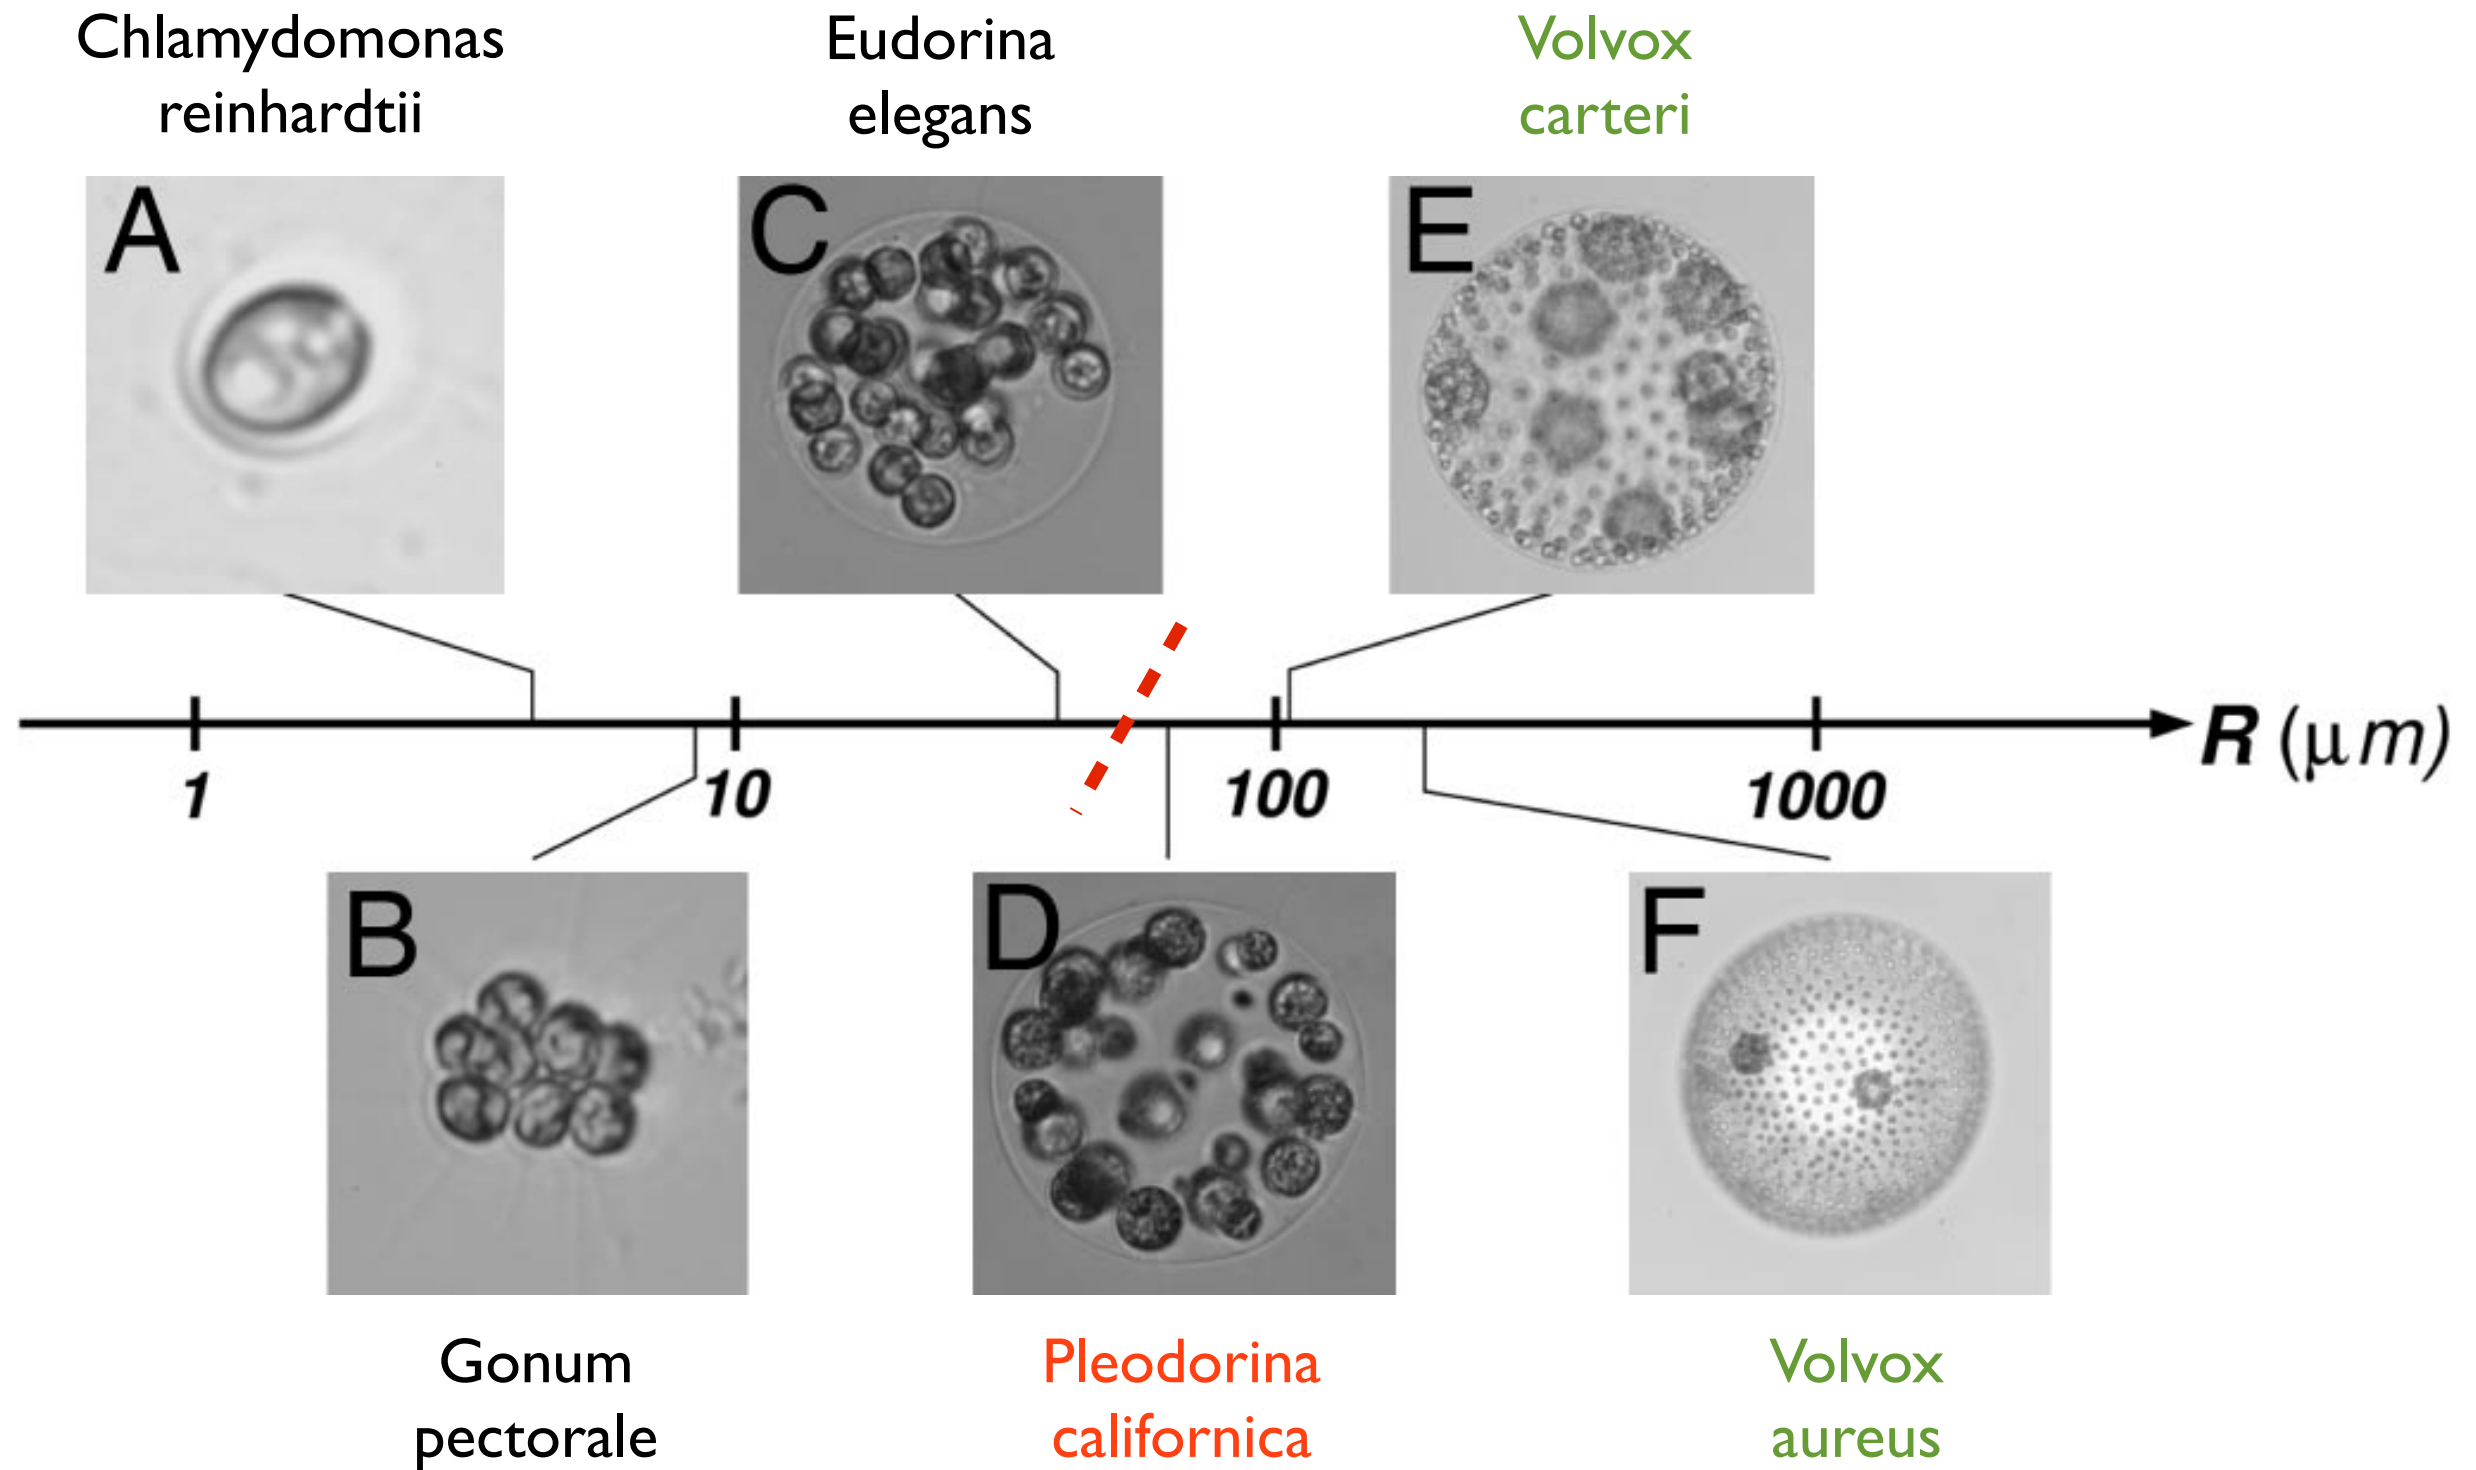 Chlamydomonas
reinhardtii
Eudorina
elegans
Volvox
carteri
A
C
E
1
10
100
1000
R (μm)
B
D
F
Gonum
pectorale
Pleodorina
californica
Volvox
aureus